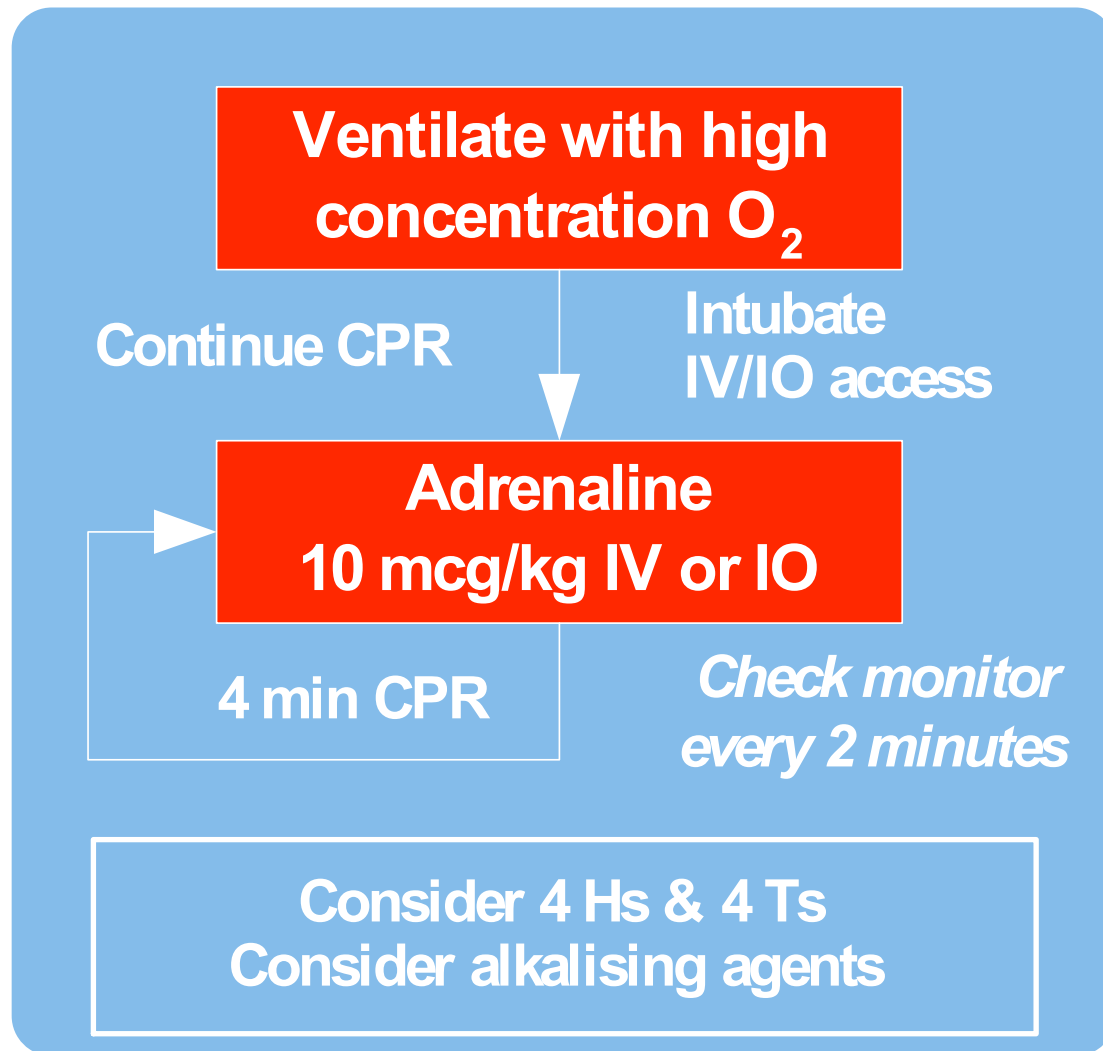 Ventilate with high
concentration O₂
Continue CPR
Intubate
IV/IO access
Adrenaline
10 mcg/kg IV or IO
4 min CPR
Check monitor
every 2 minutes
Consider 4 Hs & 4 Ts
Consider alkalising agents